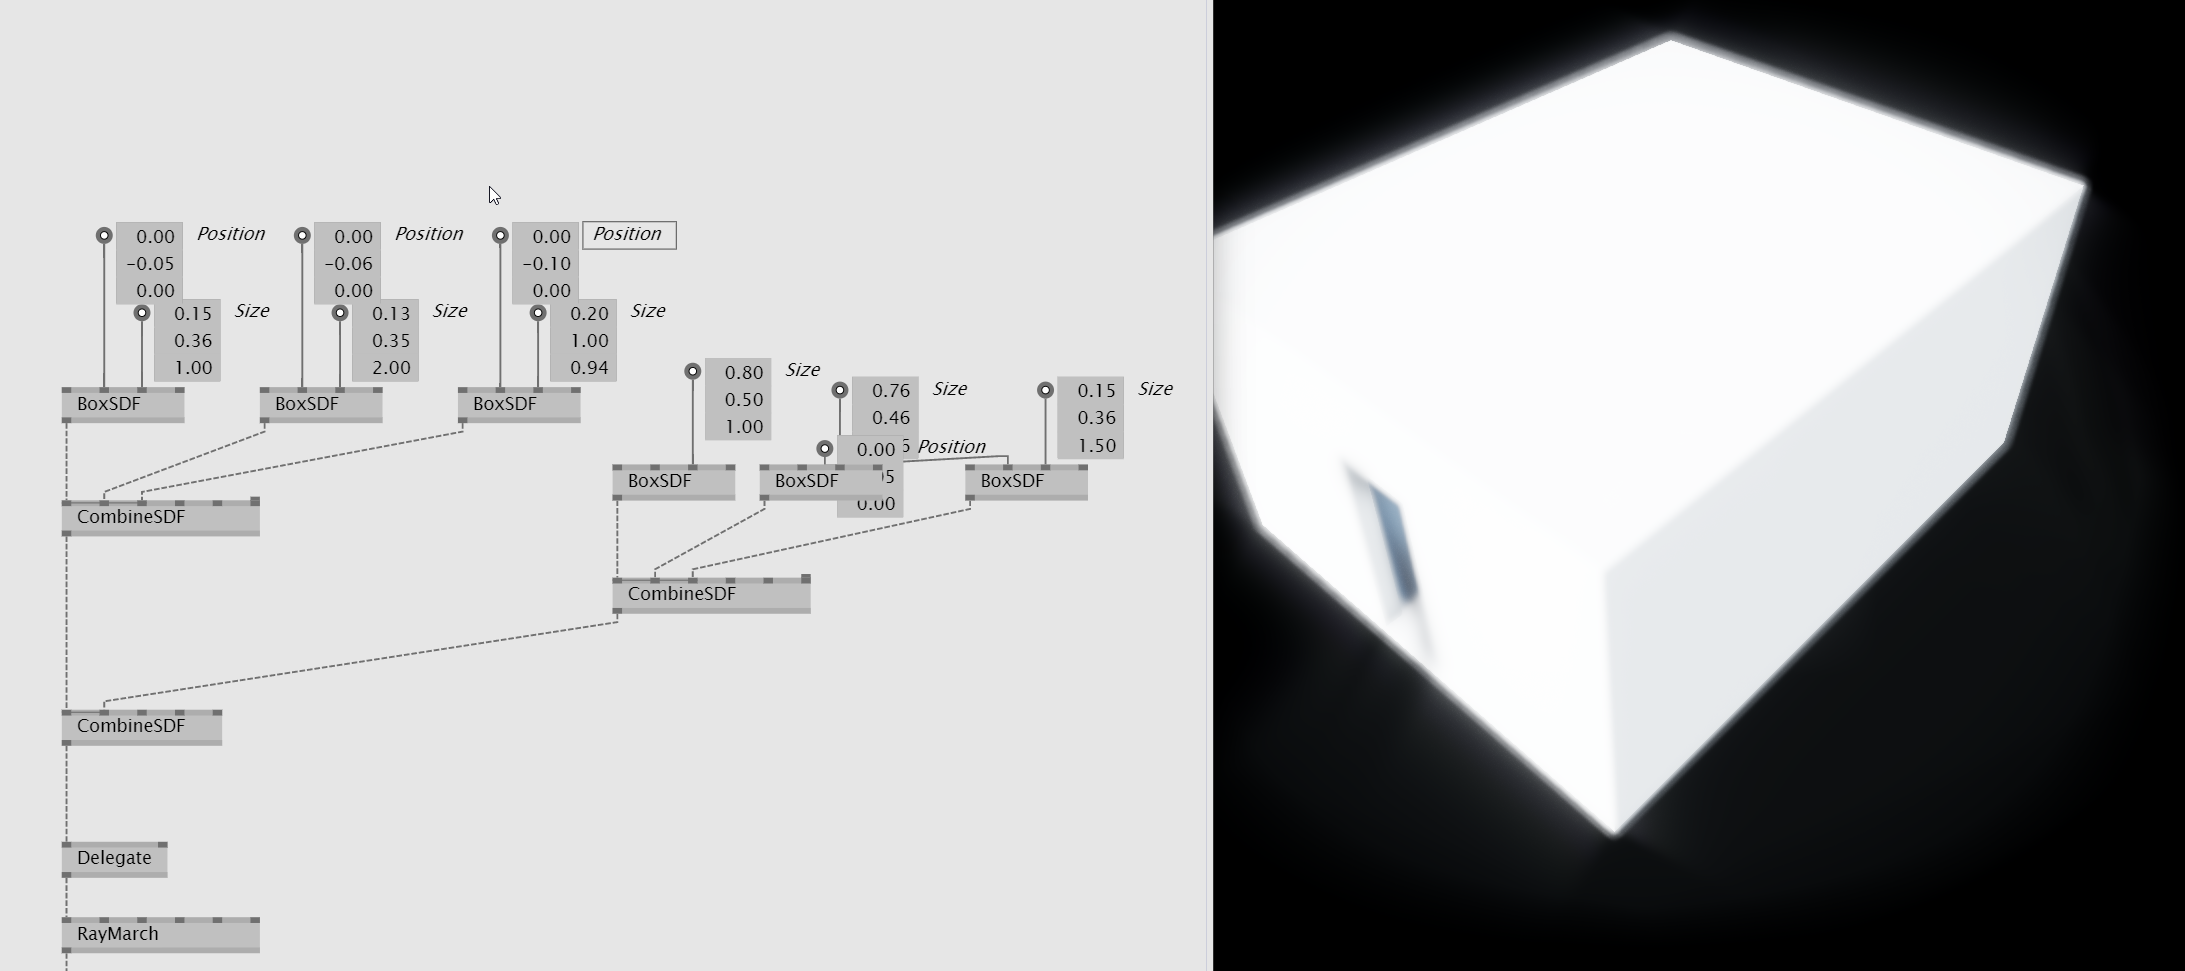 0.00 Position 0.00 Position 0.00 Position
-0.05 -0.06 -0.10
0.00 0.00 0.00
0.15 Size 0.13 Size 0.20 Size
0.36 0.35 1.00
1.00 2.00 0.94
0.80 Size 0.76 Size 0.15 Size
0.50 0.46 0.36
1.00 0.00 5 Position 1.50
BoxSDF BoxSDF BoxSDF
BoxSDF BoxSDF 5 BoxSDF
0.00
CombineSDF
CombineSDF
CombineSDF
Delegate
RayMarch